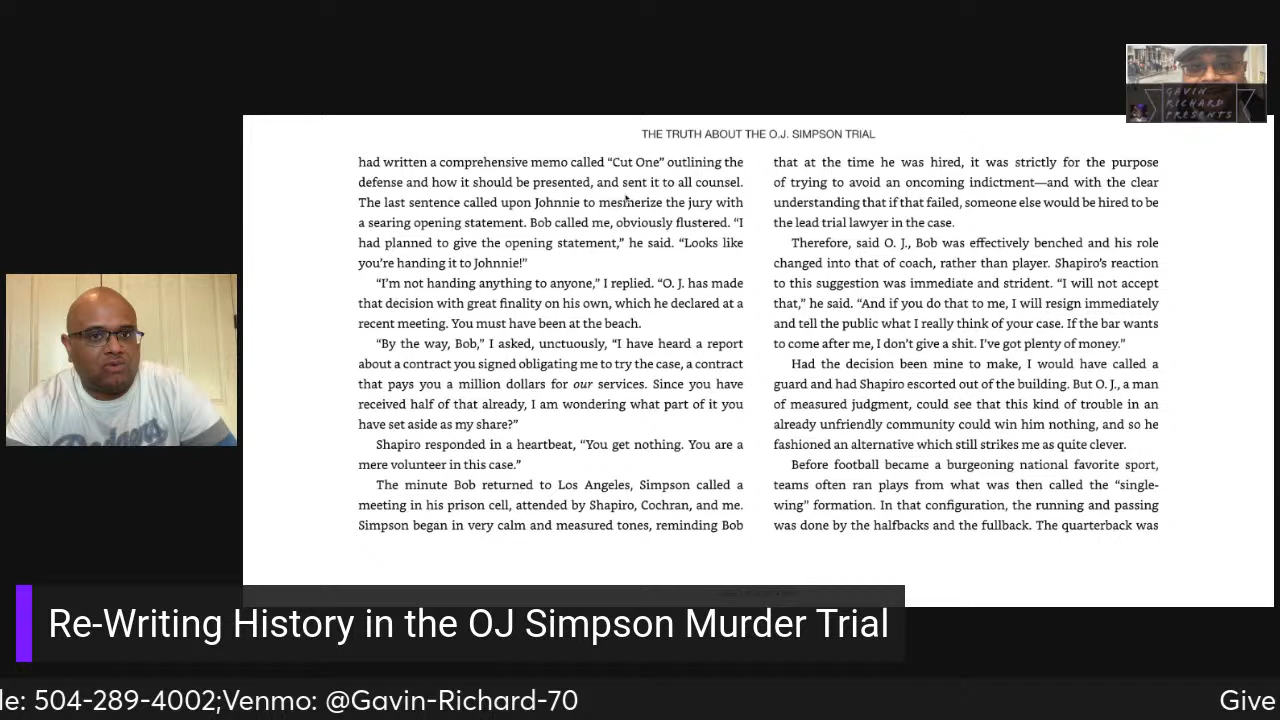 GAVIN
RICHARD
PRESENTS
THE TRUTH ABOUT THE O.J. SIMPSON TRIAL
had written a comprehensive memo called “Cut One” outlining the
defense and how it should be presented, and sent it to all counsel.
The last sentence called upon Johnnie to mesmerize the jury with
a searing opening statement. Bob called me, obviously flustered. “I
had planned to give the opening statement,” he said. “Looks like
you’re handing it to Johnnie!”
“I’m not handing anything to anyone,” I replied. “O. J. has made
that decision with great finality on his own, which he declared at a
recent meeting. You must have been at the beach.
“By the way, Bob,” I asked, unctuously, “I have heard a report
about a contract you signed obligating me to try the case, a contract
that pays you a million dollars for our services. Since you have
received half of that already, I am wondering what part of it you
have set aside as my share?”
Shapiro responded in a heartbeat, “You get nothing. You are a
mere volunteer in this case.”
The minute Bob returned to Los Angeles, Simpson called a
meeting in his prison cell, attended by Shapiro, Cochran, and me.
Simpson began in very calm and measured tones, reminding Bob
that at the time he was hired, it was strictly for the purpose
of trying to avoid an oncoming indictment—and with the clear
understanding that if that failed, someone else would be hired to be
the lead trial lawyer in the case.
Therefore, said O. J., Bob was effectively benched and his role
changed into that of coach, rather than player. Shapiro’s reaction
to this suggestion was immediate and strident. “I will not accept
that,” he said. “And if you do that to me, I will resign immediately
and tell the public what I really think of your case. If the bar wants
to come after me, I don’t give a shit. I’ve got plenty of money.”
Had the decision been mine to make, I would have called a
guard and had Shapiro escorted out of the building. But O. J., a man
of measured judgment, could see that this kind of trouble in an
already unfriendly community could win him nothing, and so he
fashioned an alternative which still strikes me as quite clever.
Before football became a burgeoning national favorite sport,
teams often ran plays from what was then called the “single-
wing” formation. In that configuration, the running and passing
was done by the halfbacks and the fullback. The quarterback was
Re-Writing History in the OJ Simpson Murder Trial
le: 504-289-4002;Venmo: @Gavin-Richard-70
Give